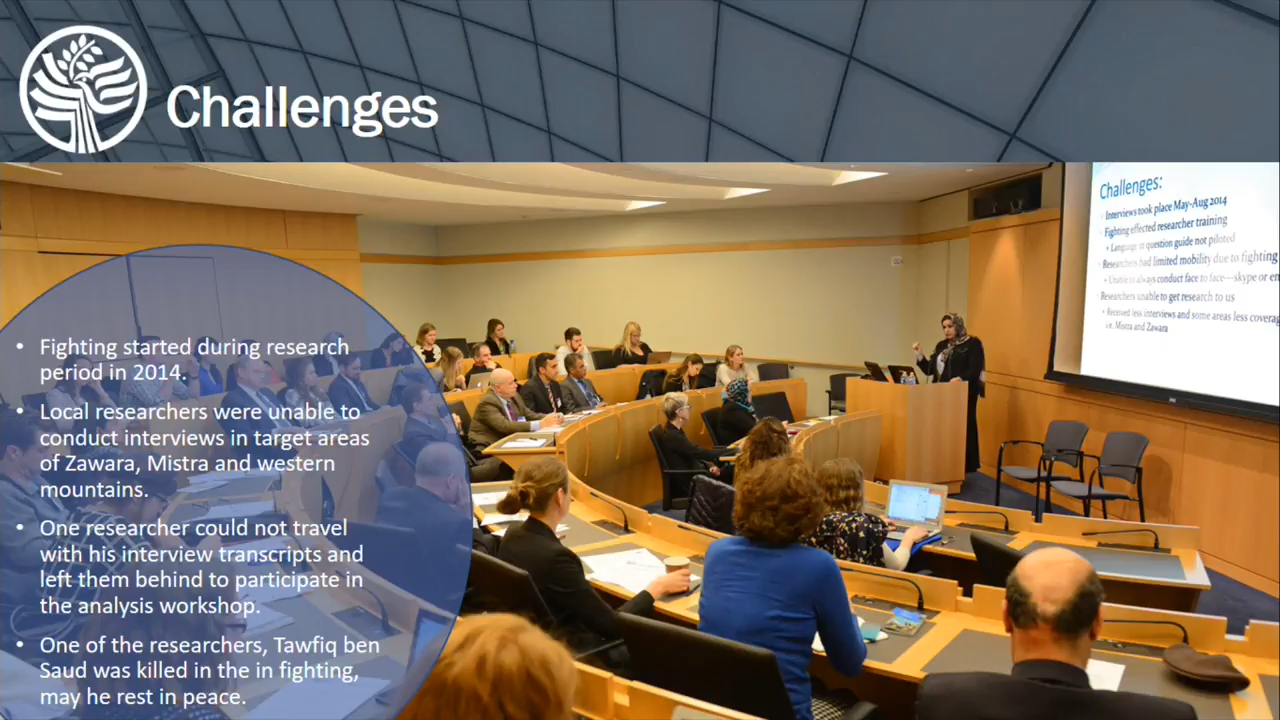 Challenges
• Fighting started during research
period in 2014.
• Local researchers were unable to
conduct interviews in target areas
of Zawara, Mistra and western
mountains.
• One researcher could not travel
with his interview transcripts and
left them behind to participate in
the analysis workshop.
• One of the researchers, Tawfiq ben
Saud was killed in the in fighting,
may he rest in peace.
Challenges:
Interviews took place May-Aug 2014
Fighting effected researcher training
Language in question guide not piloted
Researchers had limited mobility due to fighting
Unable to always conduct face to face—skype or
Researchers unable to get research to us
Received less interviews and some areas less
i.e. Mistra and Zawara